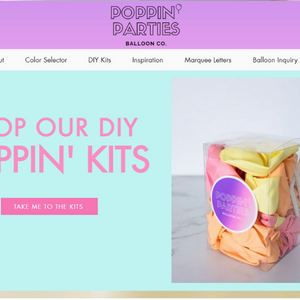 POPPIN'
PARTIES
BALLOON CO.
ut Color Selector DIY Kits Inspiration Marquee Letters Balloon Inquiry
OP OUR DIY
PPIN' KITS
TAKE ME TO THE KITS
POPPIN'
PARTIES